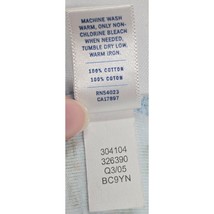 MACHINE WASH
WARM. ONLY NON-
CHLORINE BLEACH
WHEN NEEDED.
TUMBLE DRY LOW,
WARM IRON.
100% COTTON
100% COTON
RN54023
CA17897
304104
326390
Q3/05
BC9YN